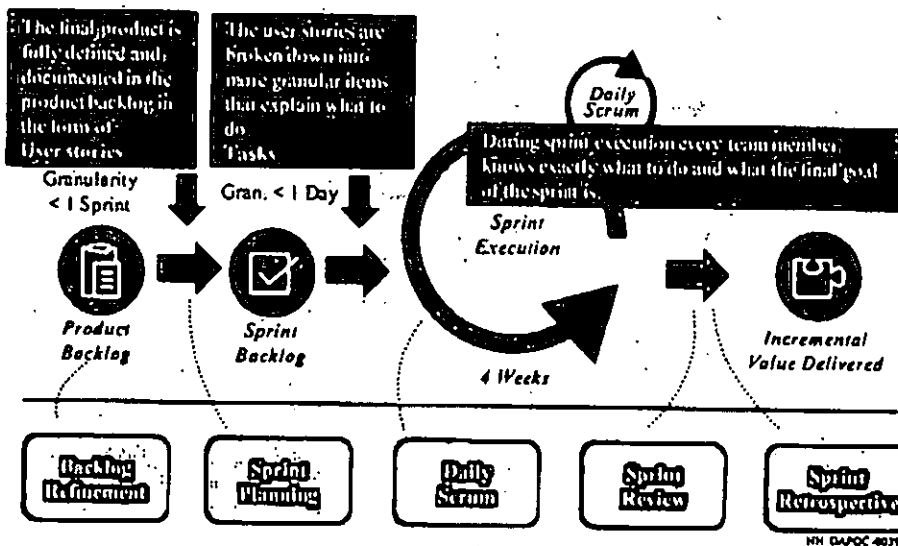 The final product is
fully defined and
documented in the
product backlog in
the form of
User stories
The user stories are
broken down into
more granular items
that explain what to
do
Tasks
Daily
Scrum
During sprint execution every team member
knows exactly what to do and what the final goal
of the sprint is.
Granularity
< 1 Sprint
Gran. < 1 Day
Sprint
Execution
Product
Backlog
Sprint
Backlog
4 Weeks
Incremental
Value Delivered
Backlog
Refinement
Sprint
Planning
Daily
Scrum
Sprint
Review
Sprint
Retrospective